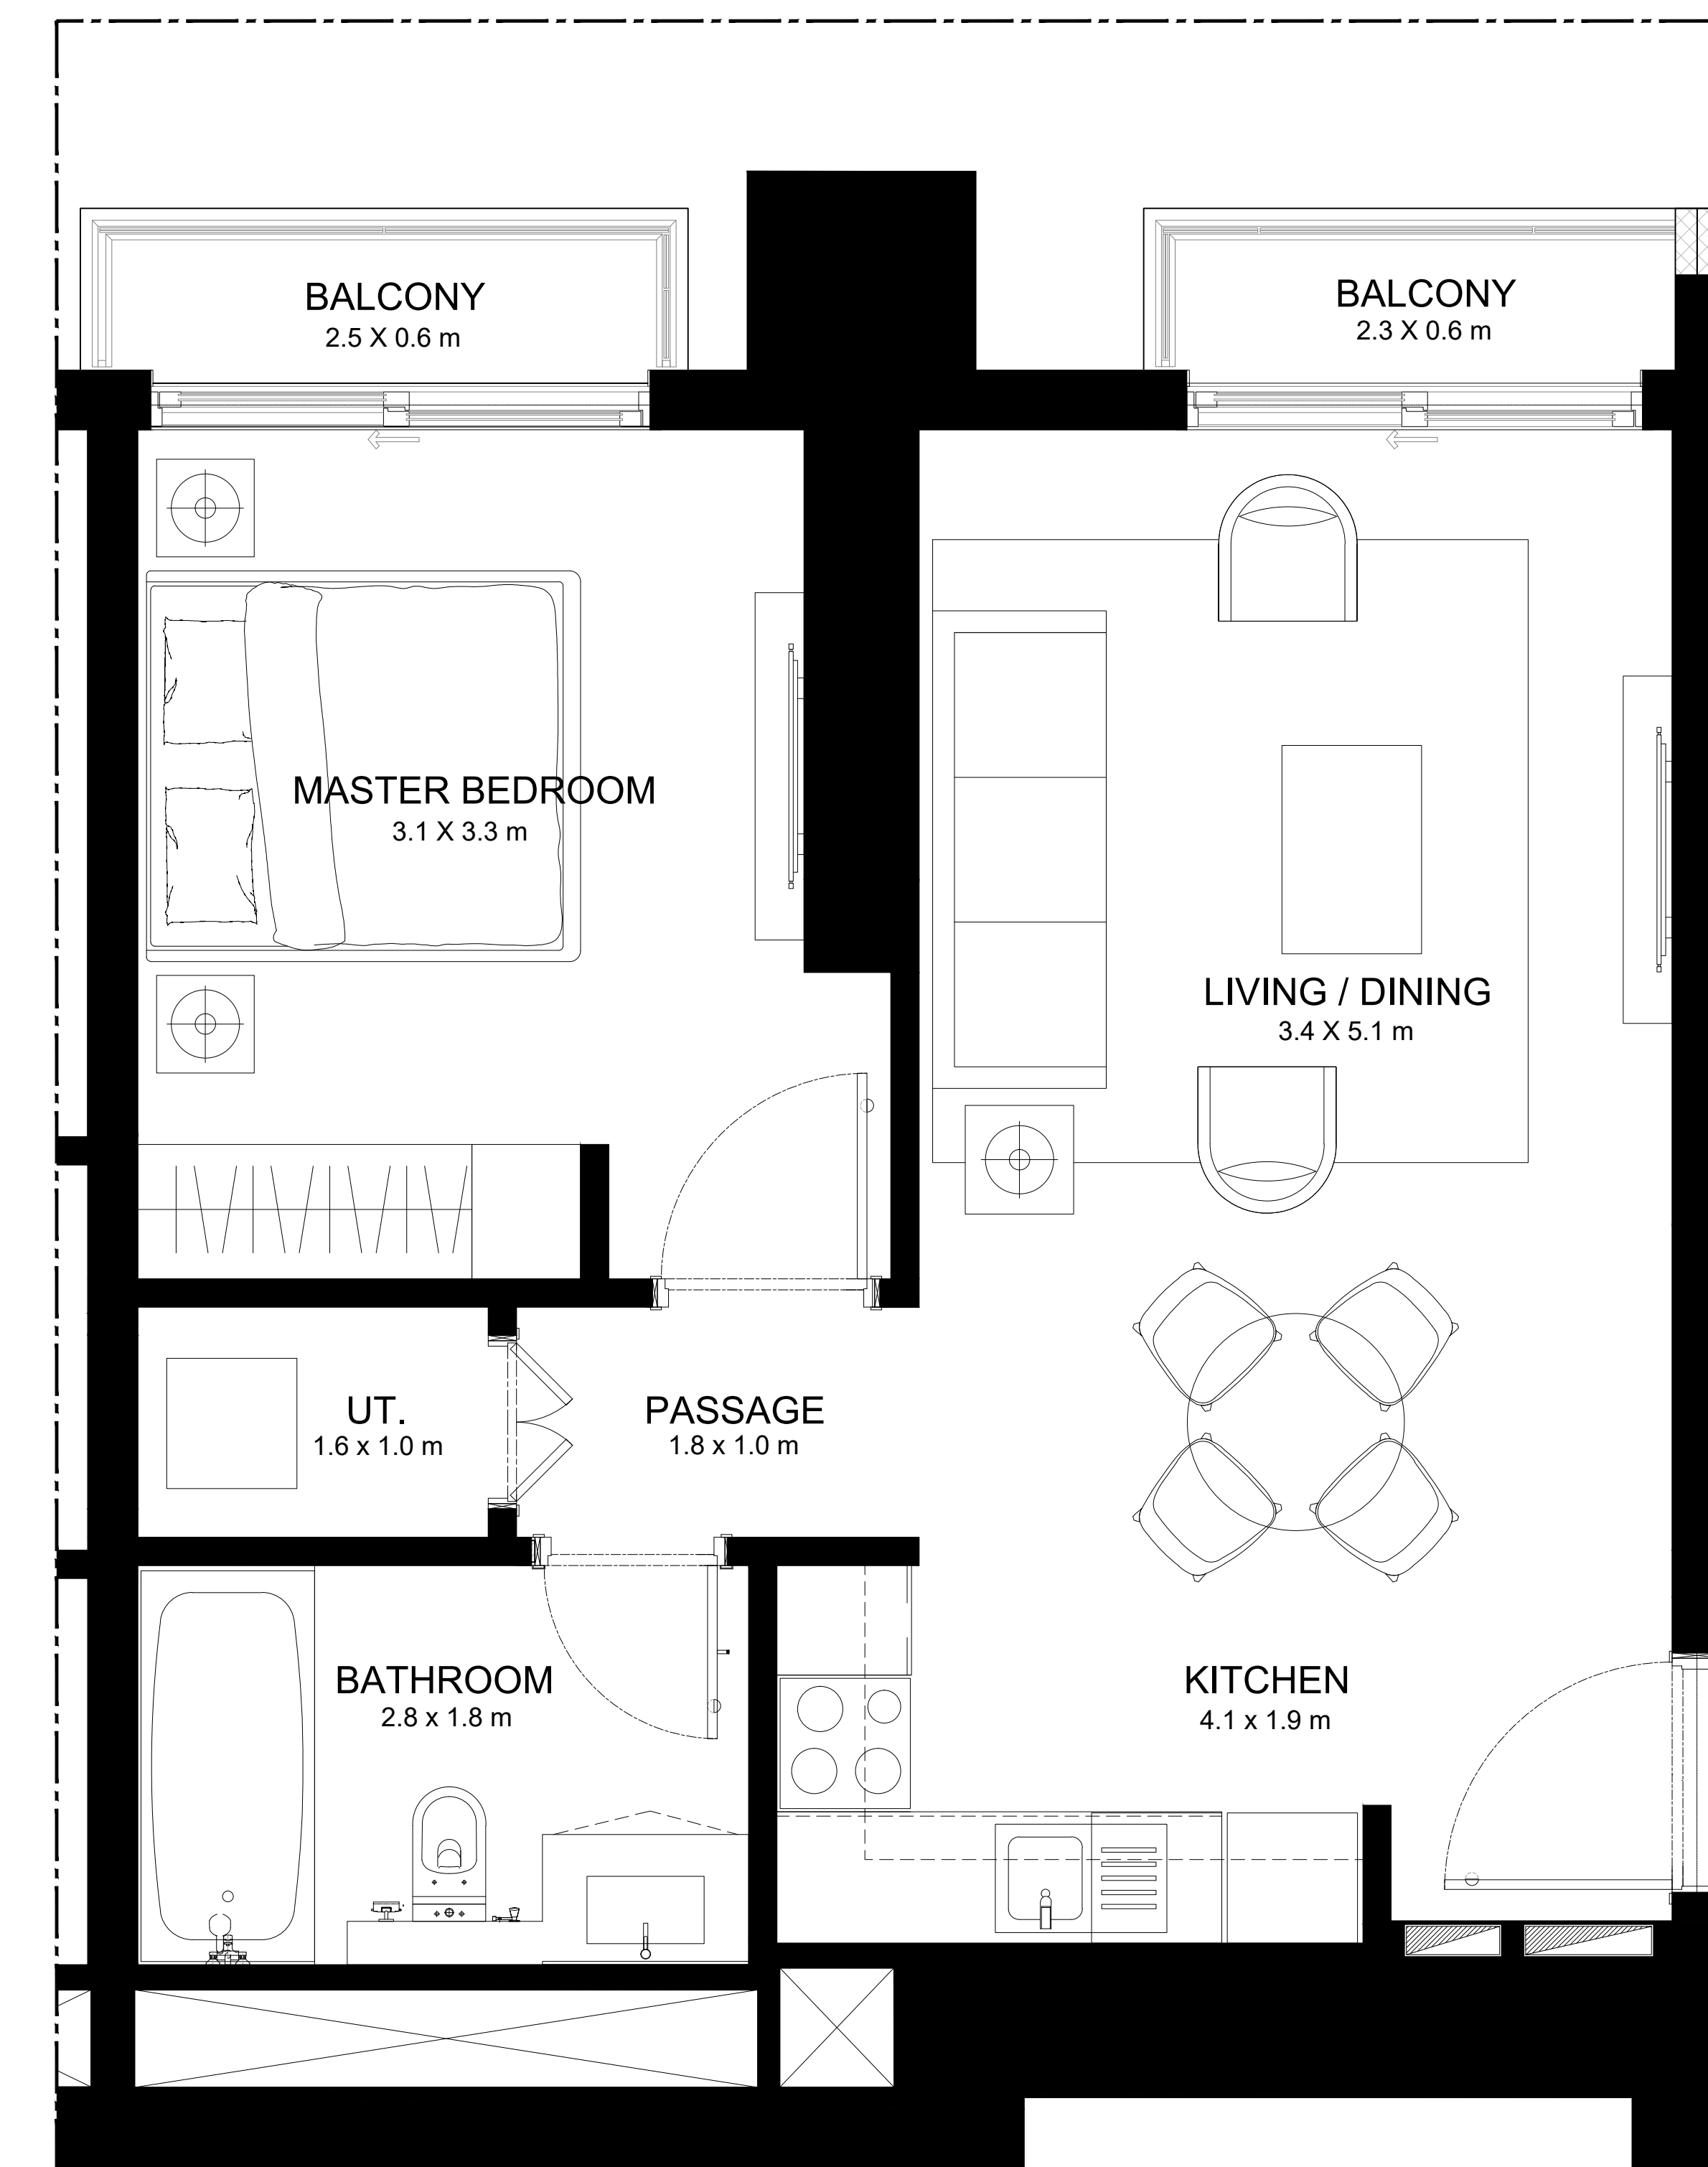 BALCONY
2.5 X 0.6 m
BALCONY
2.3 X 0.6 m
MASTER BEDROOM
3.1 X 3.3 m
LIVING / DINING
3.4 X 5.1 m
UT.
1.6 x 1.0 m
PASSAGE
1.8 x 1.0 m
BATHROOM
2.8 x 1.8 m
KITCHEN
4.1 x 1.9 m